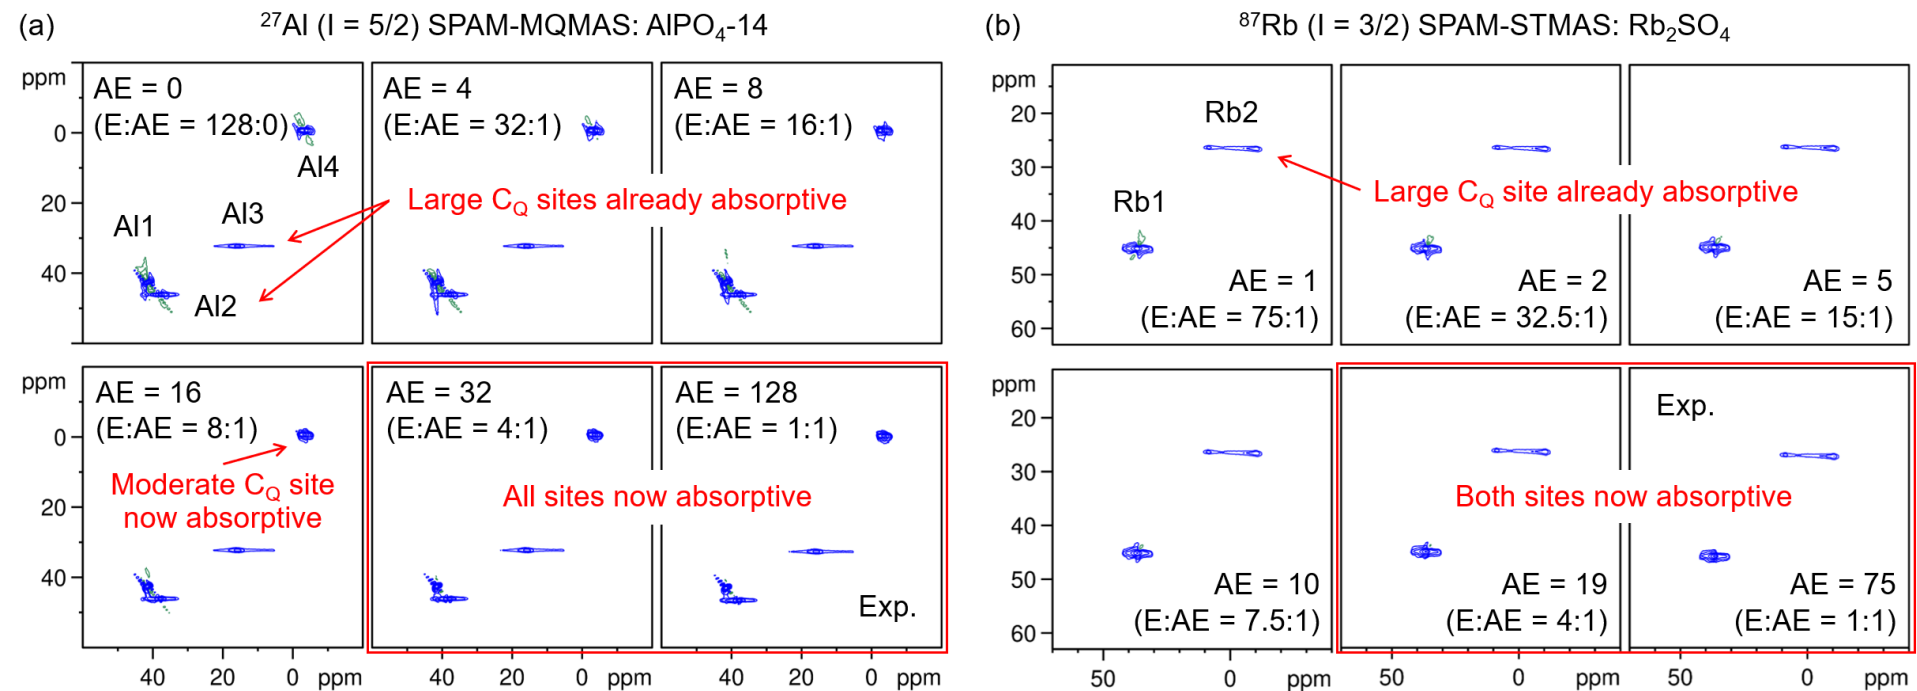 (a)
²⁷Al (I = 5/2) SPAM-MQMAS: AlPO₄-14
ppm
0
20
40
AE = 0
(E:AE = 128:0)
Al4
Al3
Al1
Al2
AE = 4
(E:AE = 32:1)
AE = 8
(E:AE = 16:1)
Large C_Q sites already absorptive
ppm
0
20
40
AE = 16
(E:AE = 8:1)
Moderate C_Q site
now absorptive
AE = 32
(E:AE = 4:1)
AE = 128
(E:AE = 1:1)
All sites now absorptive
Exp.
40 20 0 ppm
40 20 0 ppm
40 20 0 ppm
(b)
⁸⁷Rb (I = 3/2) SPAM-STMAS: Rb₂SO₄
ppm
20
30
40
50
60
Rb2
Rb1
Large C_Q site already absorptive
AE = 1
(E:AE = 75:1)
AE = 2
(E:AE = 32.5:1)
AE = 5
(E:AE = 15:1)
ppm
20
30
40
50
60
Exp.
Both sites now absorptive
AE = 10
(E:AE = 7.5:1)
AE = 19
(E:AE = 4:1)
AE = 75
(E:AE = 1:1)
50 0 ppm
50 0 ppm
50 0 ppm